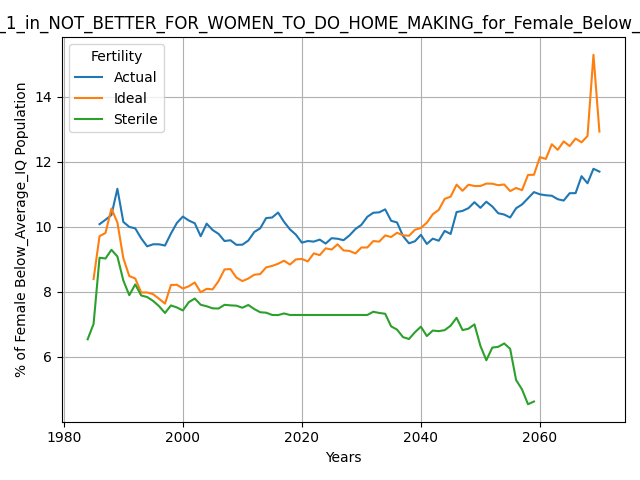 _1_in_NOT_BETTER_FOR_WOMEN_TO_DO_HOME_MAKING_for_Female_Below_
Fertility
Actual
Ideal
Sterile
% of Female Below_Average_IQ Population
14
12
10
8
6
1980 2000 2020 2040 2060
Years